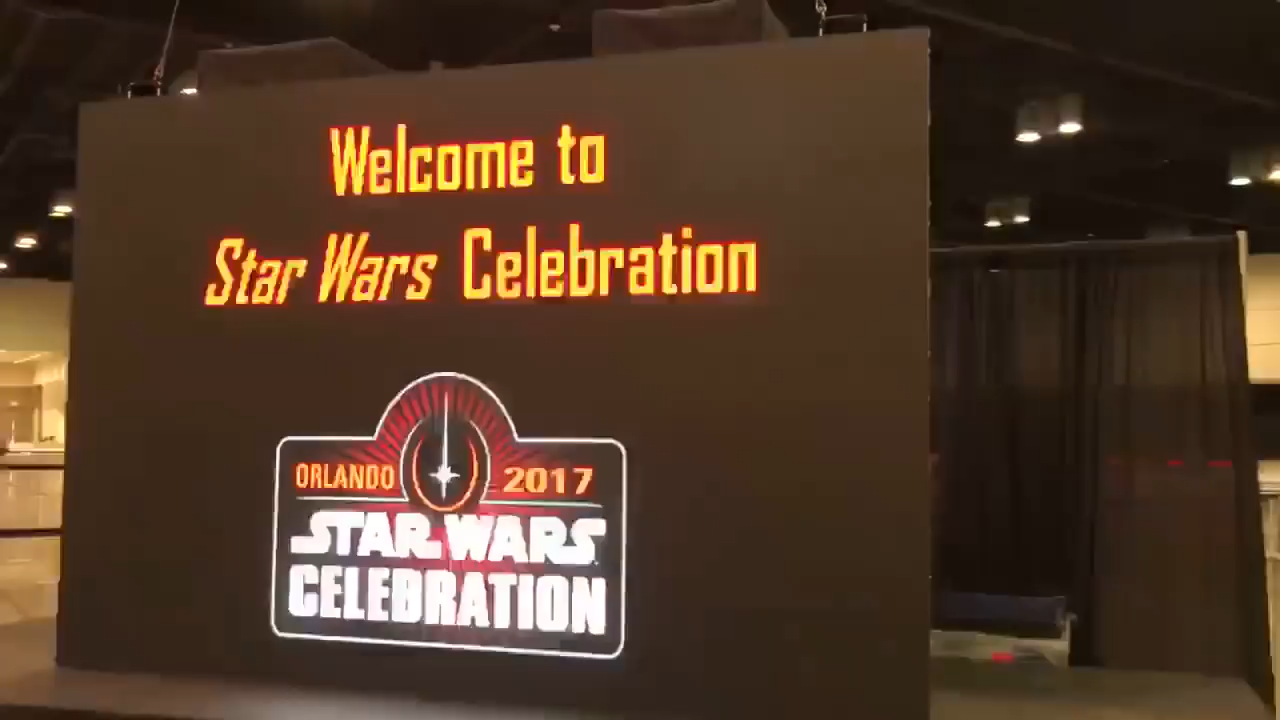 Welcome to
Star Wars Celebration
ORLANDO 2017
STAR WARS
CELEBRATION